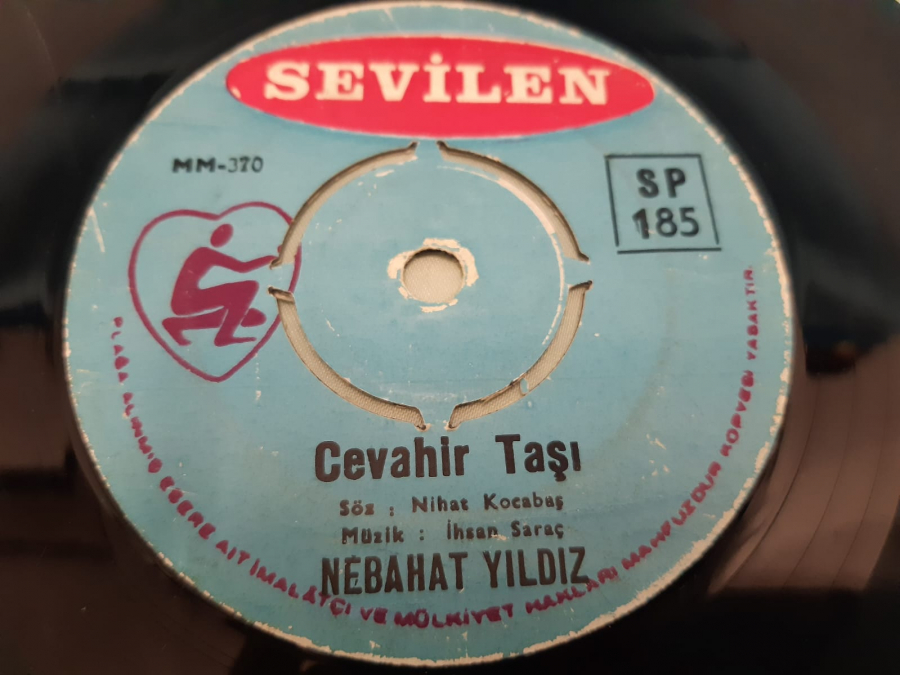 SEVİLEN
MM-370
SP
185
Cevahir Taşı
Söz : Nihat Kocabaş
Müzik : İhsan Saraç
NEBAHAT YILDIZ
PLAĞA ALINMIŞ ESERE AİT İMALÂTÇI VE MÜLKİYET HAKLARI MAHFUZDUR KOPYESİ YASAKTIR.